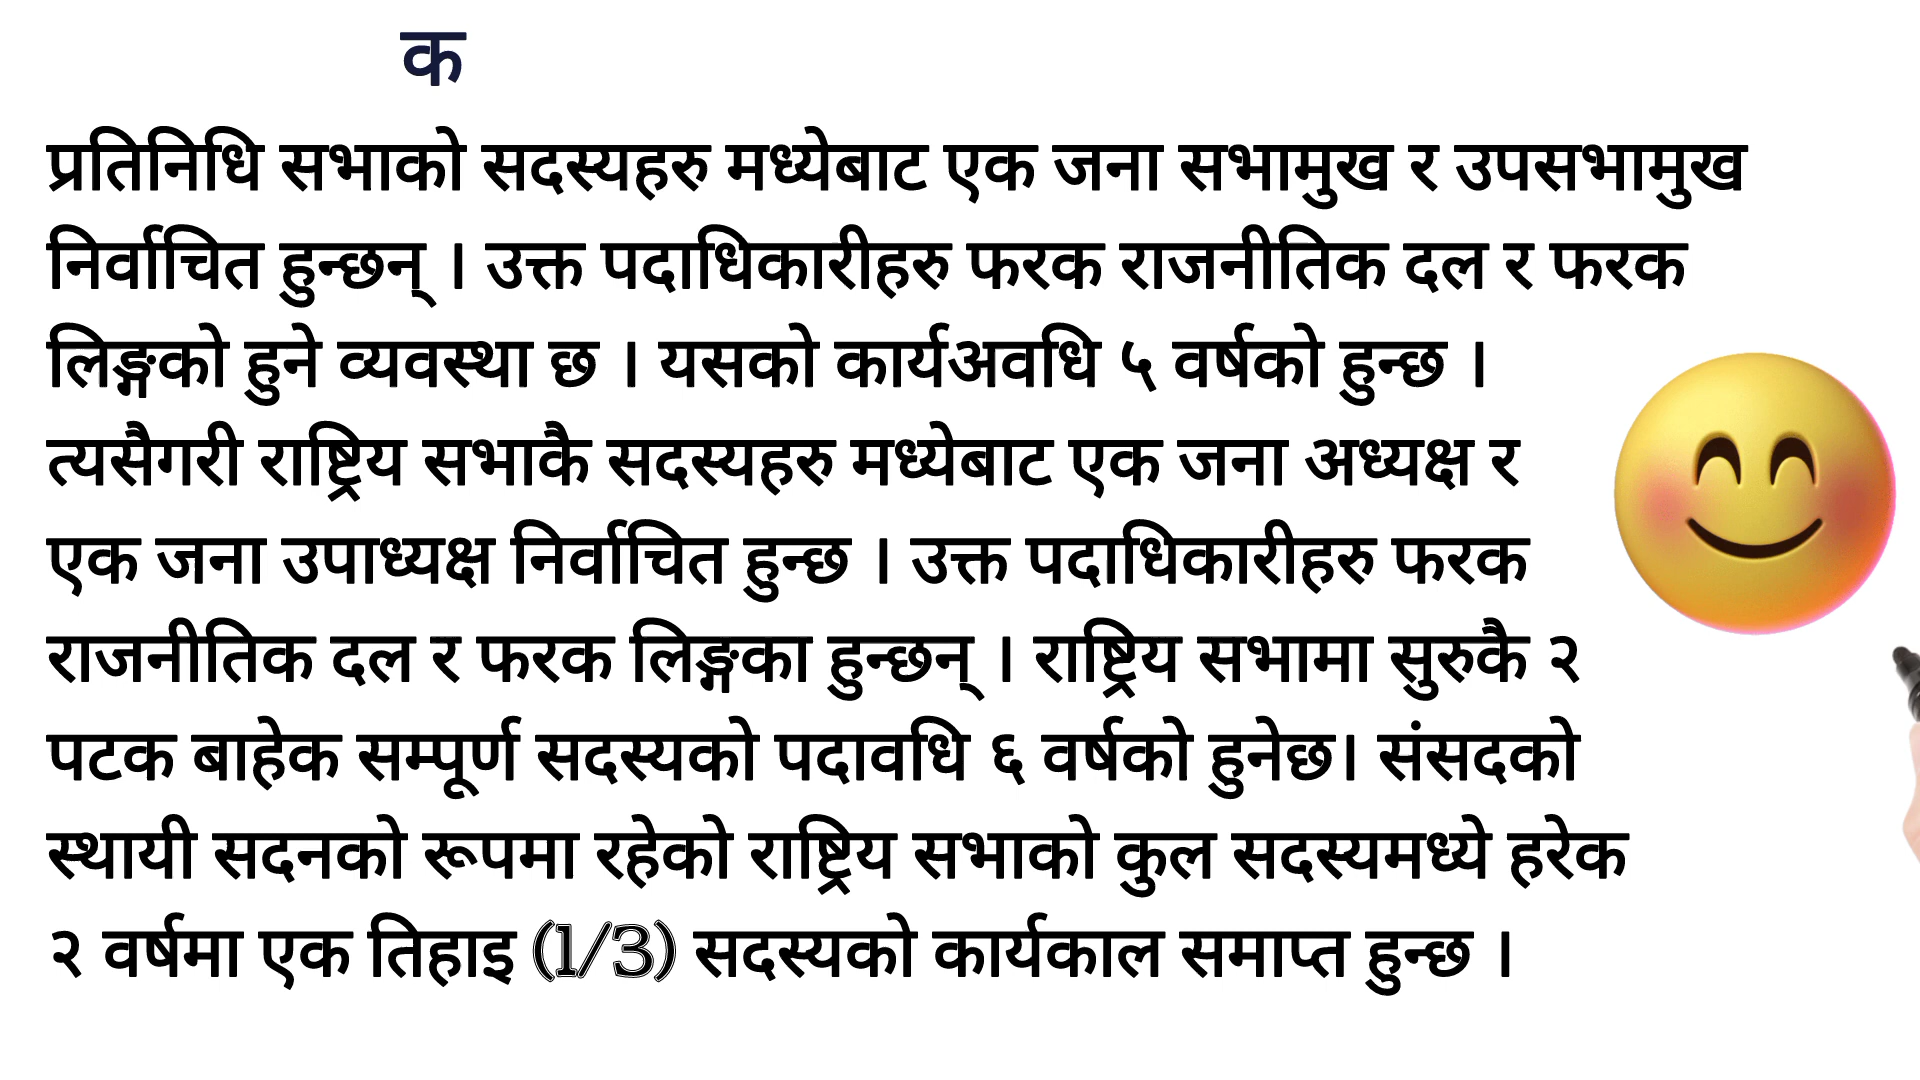 क
प्रतिनिधि सभाको सदस्यहरु मध्येबाट एक जना सभामुख र उपसभामुख
निर्वाचित हुन्छन् । उक्त पदाधिकारीहरु फरक राजनीतिक दल र फरक
लिङ्गको हुने व्यवस्था छ । यसको कार्यअवधि ५ वर्षको हुन्छ ।
त्यसैगरी राष्ट्रिय सभाकै सदस्यहरु मध्येबाट एक जना अध्यक्ष र
एक जना उपाध्यक्ष निर्वाचित हुन्छ । उक्त पदाधिकारीहरु फरक
राजनीतिक दल र फरक लिङ्गका हुन्छन् । राष्ट्रिय सभामा सुरुकै २
पटक बाहेक सम्पूर्ण सदस्यको पदावधि ६ वर्षको हुनेछ। संसदको
स्थायी सदनको रूपमा रहेको राष्ट्रिय सभाको कुल सदस्यमध्ये हरेक
२ वर्षमा एक तिहाइ (1/3) सदस्यको कार्यकाल समाप्त हुन्छ ।